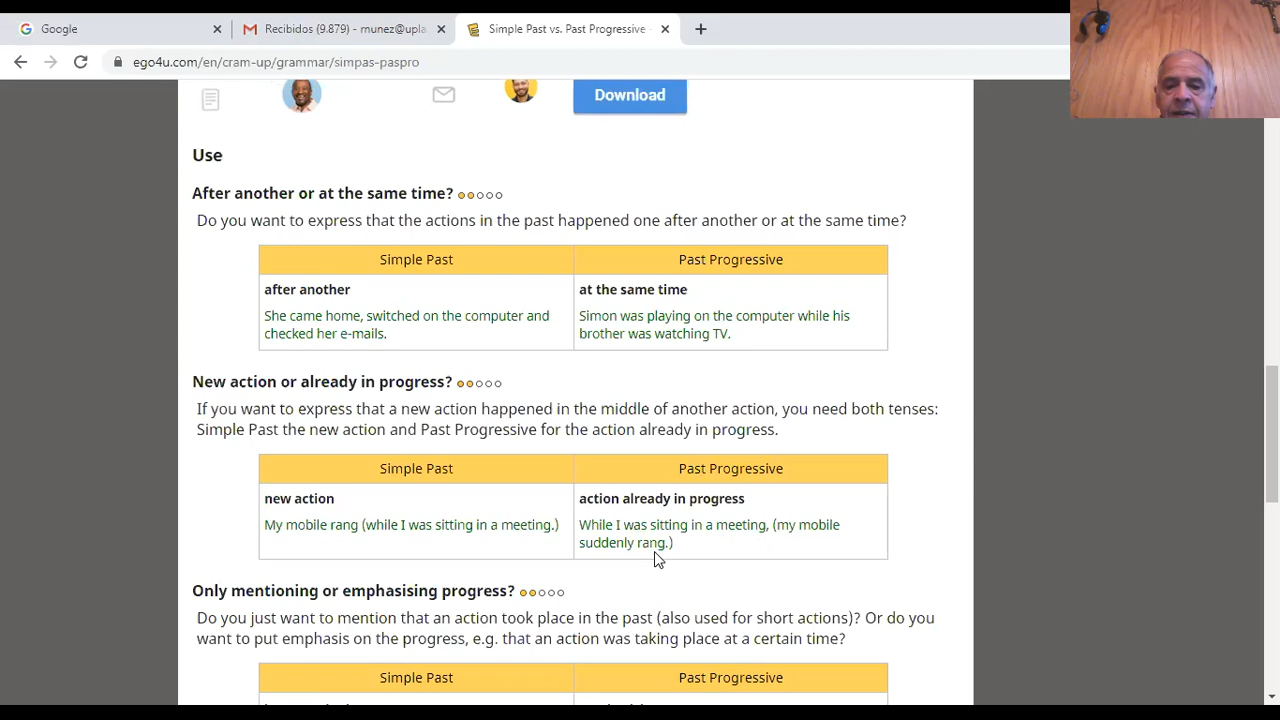 Google
Recibidos (9.879) - rnunez@upla
Simple Past vs. Past Progressive -
ego4u.com/en/cram-up/grammar/simpas-paspro
Download
Use
After another or at the same time?
Do you want to express that the actions in the past happened one after another or at the same time?
Simple Past
Past Progressive
after another
She came home, switched on the computer and
checked her e-mails.
at the same time
Simon was playing on the computer while his
brother was watching TV.
New action or already in progress?
If you want to express that a new action happened in the middle of another action, you need both tenses:
Simple Past the new action and Past Progressive for the action already in progress.
Simple Past
Past Progressive
new action
My mobile rang (while I was sitting in a meeting.)
action already in progress
While I was sitting in a meeting, (my mobile
suddenly rang.)
Only mentioning or emphasising progress?
Do you just want to mention that an action took place in the past (also used for short actions)? Or do you
want to put emphasis on the progress, e.g. that an action was taking place at a certain time?
Simple Past
Past Progressive